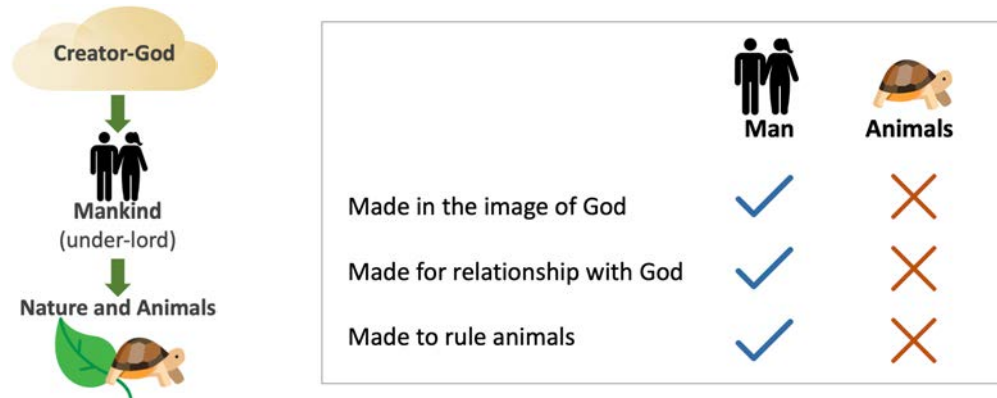 Creator-God
Mankind
(under-lord)
Nature and Animals
Man
Animals
Made in the image of God
Made for relationship with God
Made to rule animals